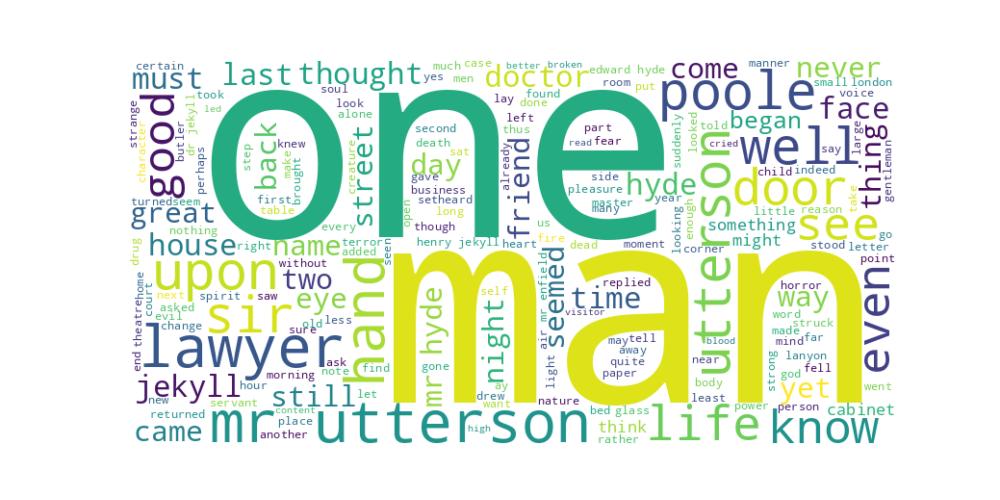 certain
must
last thought
much case
yes men
better broken
doctor
found
edward hyde
room put
come
manner
never
small london
voice
took
led
good
soul
look
alone
lay
done
poole
face
strange
butler
dr jekyll
perhaps
character
one
step
back
knew
make
brought
first
table
creature
street
second
death
sat
day
gave
business
set heard
long
though
open
left
thus
already
friend
read fear
part
side
pleasure
master
many
us
year
suddenly
looked
told
began
cried
well
say
large
thing
gentleman
hyde
door
child indeed
take
turned seem
great
nothing
every
little reason
something
might
see
go
house
right
name
terror
added
seen
henry jekyll heart
fire dead
moment
looking
enough
corner
stood letter
point
drug
upon
two
without
hand
man
mr hyde
self
night
seemed
air mr enfield
light
time
replied
visitor
utterson
horror
way
word
struck
even
home
theatre
court
next
asked
evil
change
spirit saw
sir
eye
old less
sure
may tell
away
quite
paper
near
blood
made far
mind
lanyon
god fell
strong
yet
went
end
lawyer
ask
note
find
gone
ay
drew
want
nature
body
least
jekyll
hour
morning
new
servant
still
let
bed glass
power person
cabinet
returned
came
content
place
another
mr utterson
high
think
rather
life
know